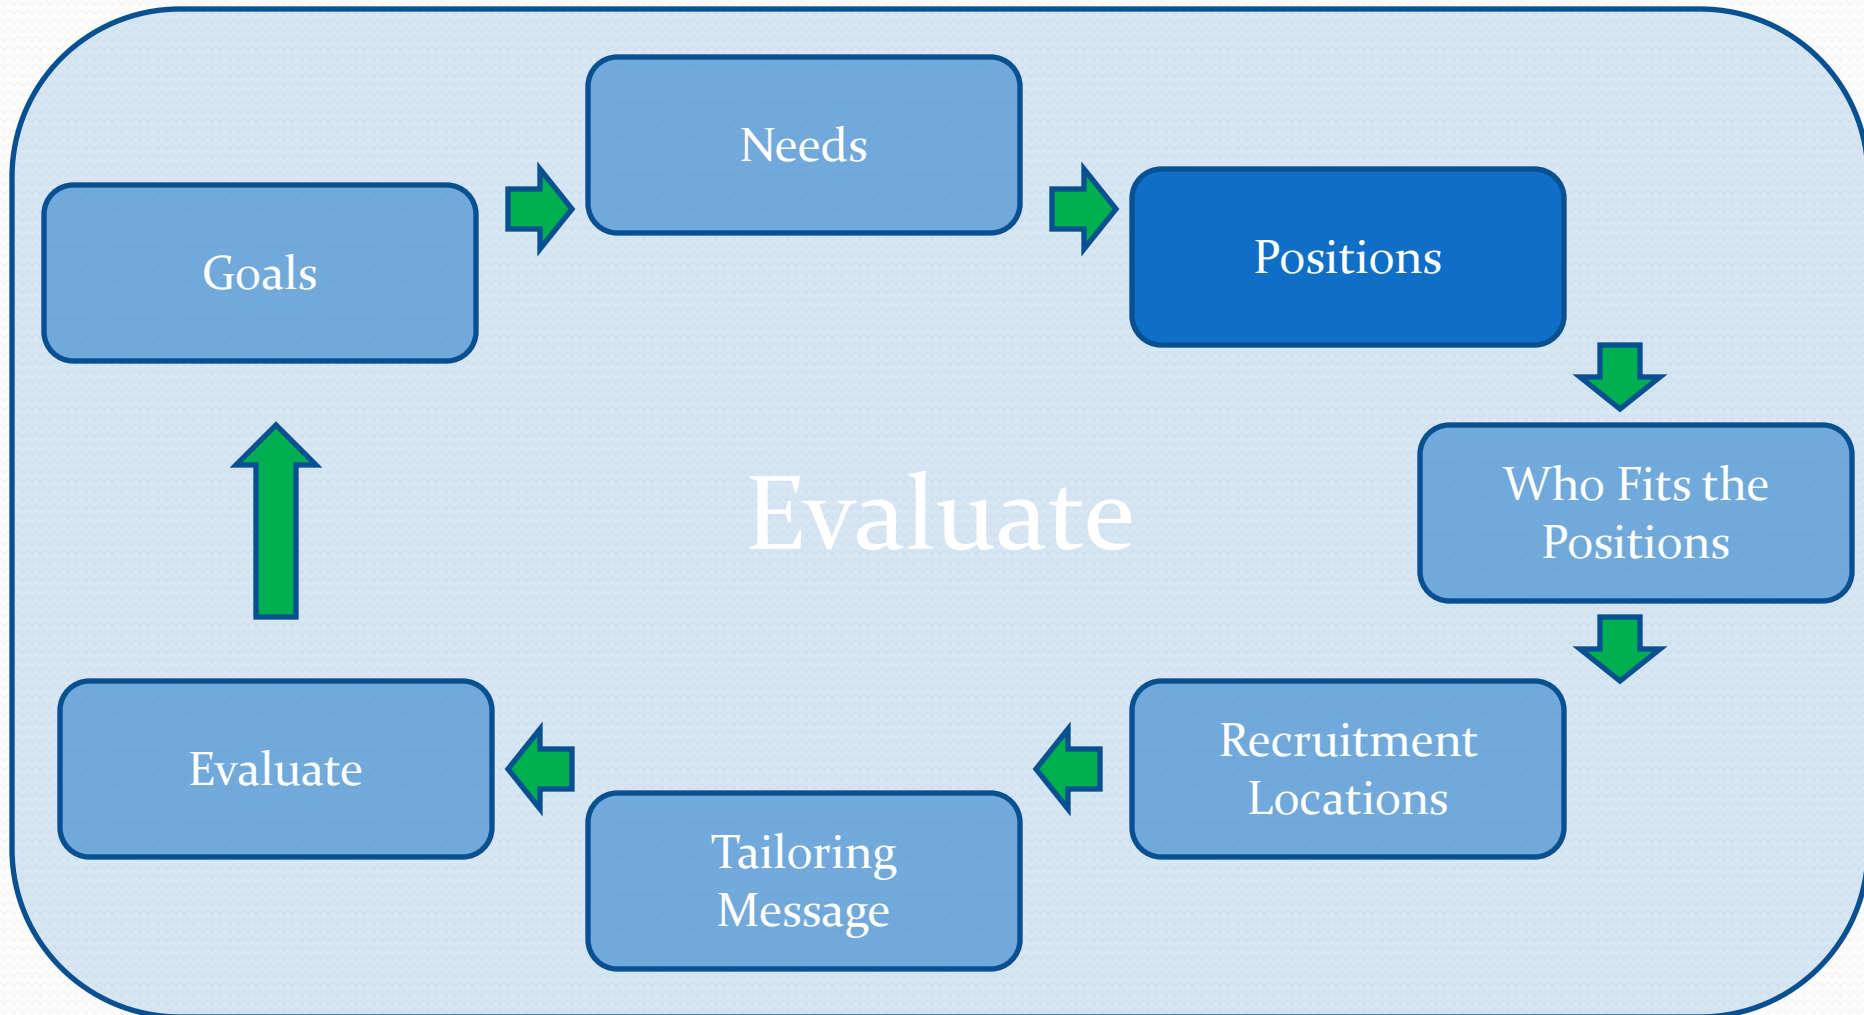 Needs
Goals
Positions
Evaluate
Who Fits the
Positions
Recruitment
Locations
Evaluate
Tailoring
Message